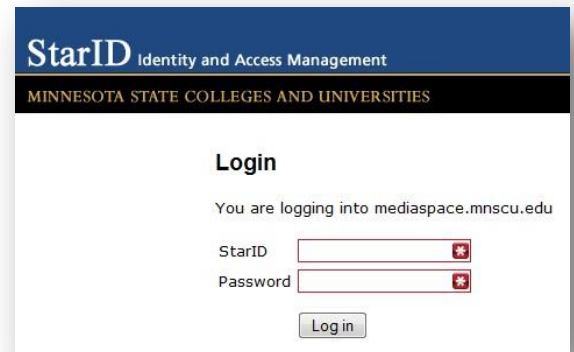 StarID Identity and Access Management
MINNESOTA STATE COLLEGES AND UNIVERSITIES
Login
You are logging into mediaspace.mnscu.edu
StarID
Password
Log in